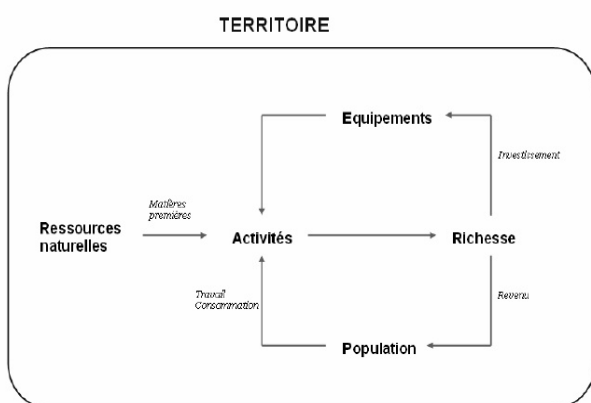 TERRITOIRE
Equipements
Investissement
Matières
premières
Ressources
naturelles
Activités
Richesse
Travail
Consommation
Revenu
Population